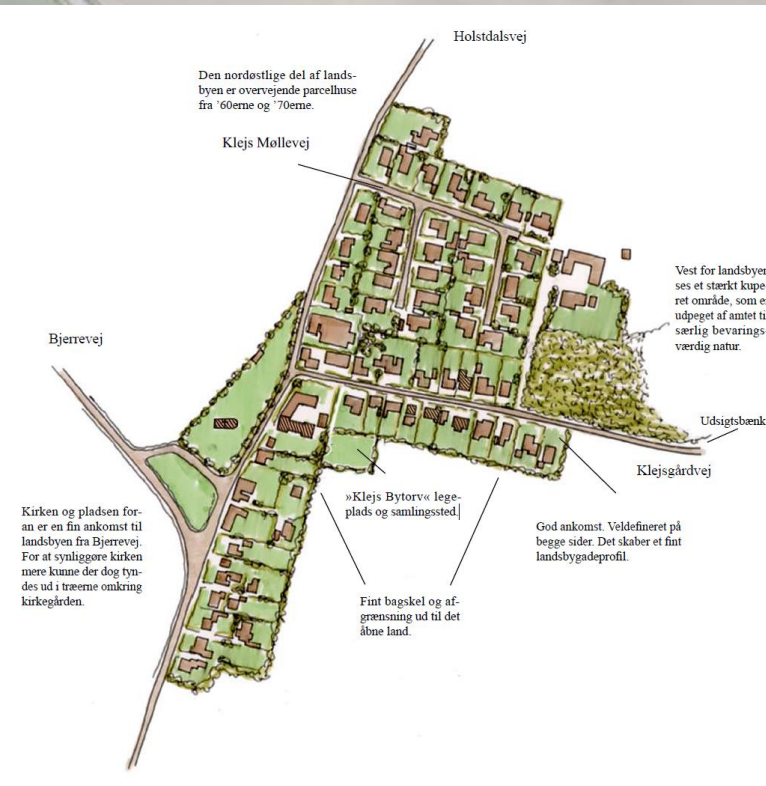 Holstdalsvej
Den nordøstlige del af lands-
byen er overvejende parcelhuse
fra ’60erne og ’70erne.
Klejs Møllevej
Vest for landsbyen
ses et stærkt kupe-
ret område, som e
udpeget af amtet ti
særlig bevarings-
værdig natur.
Bjerrevej
Udsigtsbænk
Klejsgårdvej
»Klejs Bytorv« lege-
plads og samlingssted.
God ankomst. Veldefineret på
begge sider. Det skaber et fint
landsbygadeprofil.
Kirken og pladsen for-
an er en fin ankomst til
landsbyen fra Bjerrevej.
For at synliggøre kirken
mere kunne der dog tyn-
des ud i træerne omkring
kirkegården.
Fint bagskel og af-
grænsning ud til det
åbne land.